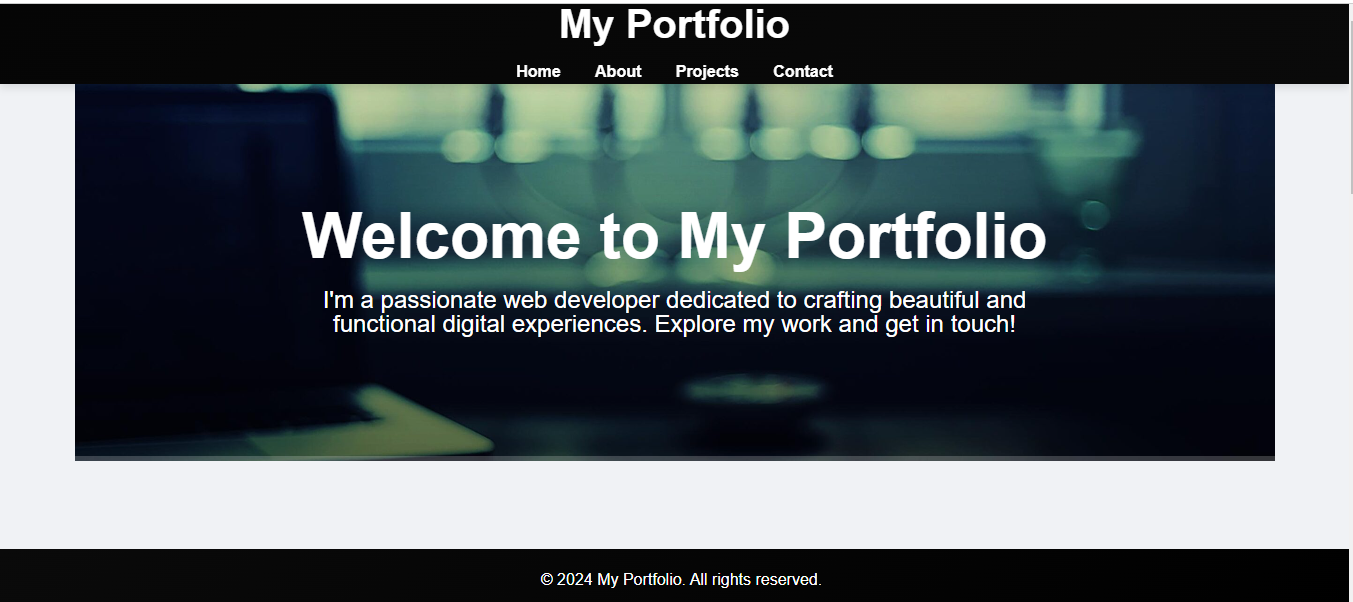 My Portfolio
Home About Projects Contact
Welcome to My Portfolio
I'm a passionate web developer dedicated to crafting beautiful and
functional digital experiences. Explore my work and get in touch!
© 2024 My Portfolio. All rights reserved.